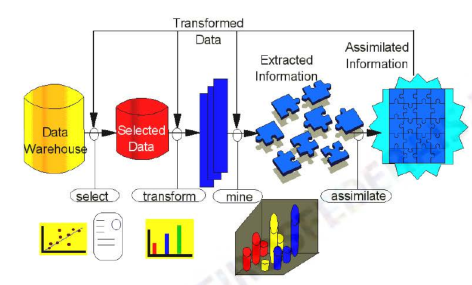 Transformed
Data
Extracted
Information
Assimilated
Information
Data
Warehouse
Selected
Data
select
transform
mine
assimilate